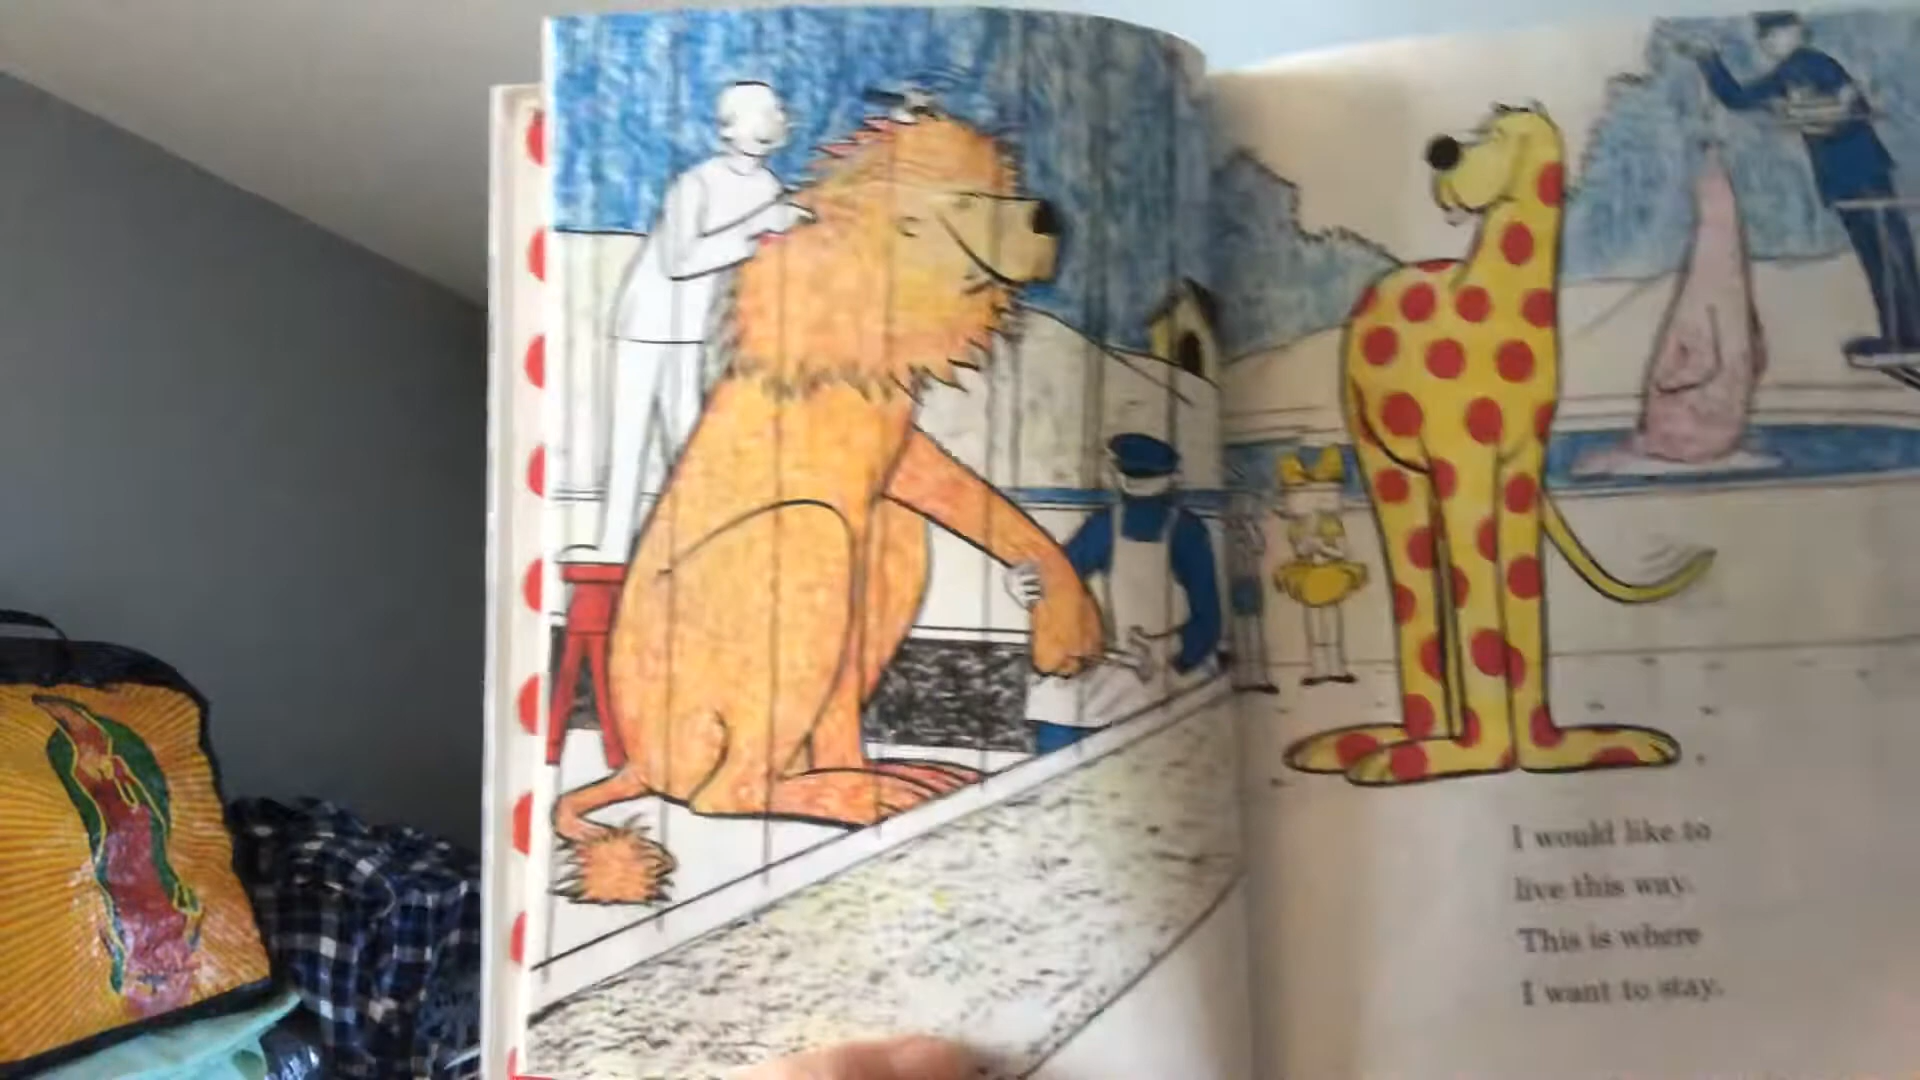 I would like to
live this way.
This is where
I want to stay.